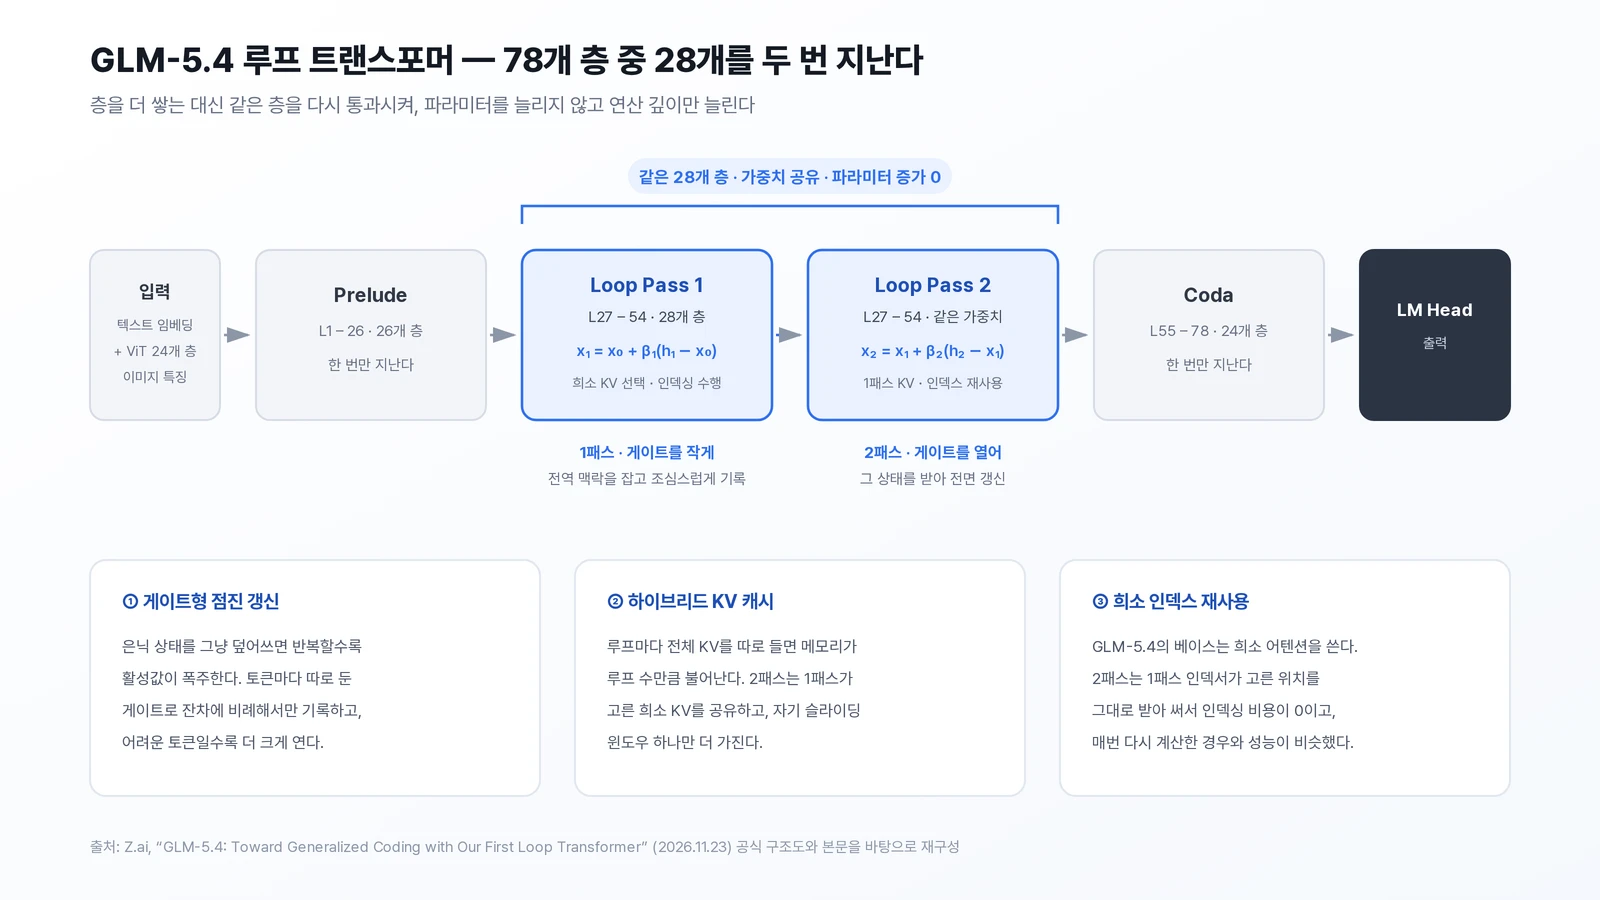 GLM-5.4 루프 트랜스포머 — 78개 층 중 28개를 두 번 지난다
층을 더 쌓는 대신 같은 층을 다시 통과시켜, 파라미터를 늘리지 않고 연산 깊이만 늘린다
같은 28개 층 · 가중치 공유 · 파라미터 증가 0
입력
텍스트 임베딩
+ ViT 24개 층
이미지 특징
Prelude
L1 – 26 · 26개 층
한 번만 지난다
Loop Pass 1
L27 – 54 · 28개 층
x₁ = x₀ + β₁(h₁ — x₀)
희소 KV 선택 · 인덱싱 수행
Loop Pass 2
L27 – 54 · 같은 가중치
x₂ = x₁ + β₂(h₂ — x₁)
1패스 KV · 인덱스 재사용
Coda
L55 – 78 · 24개 층
한 번만 지난다
LM Head
출력
1패스 · 게이트를 작게
전역 맥락을 잡고 조심스럽게 기록
2패스 · 게이트를 열어
그 상태를 받아 전면 갱신
① 게이트형 점진 갱신
은닉 상태를 그냥 덮어쓰면 반복할수록
활성값이 폭주한다. 토큰마다 따로 둔
게이트로 잔차에 비례해서만 기록하고,
어려운 토큰일수록 더 크게 연다.
② 하이브리드 KV 캐시
루프마다 전체 KV를 따로 들면 메모리가
루프 수만큼 불어난다. 2패스는 1패스가
고른 희소 KV를 공유하고, 자기 슬라이딩
윈도우 하나만 더 가진다.
③ 희소 인덱스 재사용
GLM-5.4의 베이스는 희소 어텐션을 쓴다.
2패스는 1패스 인덱서가 고른 위치를
그대로 받아 써서 인덱싱 비용이 0이고,
매번 다시 계산한 경우와 성능이 비슷했다.
출처: Z.ai, “GLM-5.4: Toward Generalized Coding with Our First Loop Transformer” (2026.11.23) 공식 구조도와 본문을 바탕으로 재구성